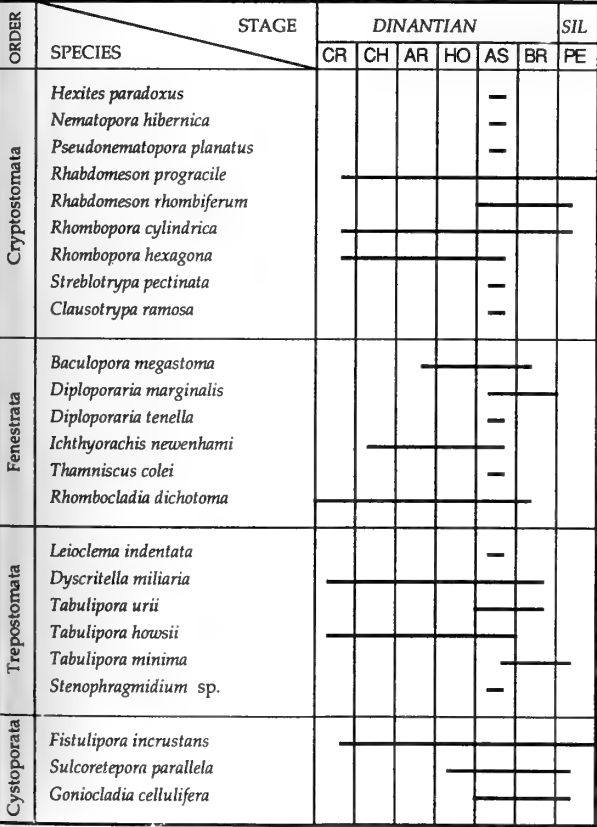 ORDER
STAGE
SPECIES
DINANTIAN SIL
CR CH AR HO AS BR PE
Cryptostomata
Hexites paradoxus
Nematopora hibernica
Pseudonematopora planatus
Rhabdomeson progracile
Rhabdomeson rhombiferum
Rhombopora cylindrica
Rhombopora hexagona
Streblotrypa pectinata
Clausotrypa ramosa
Fenestrata
Baculopora megastoma
Diploporaria marginalis
Diploporaria tenella
Ichthyorachis newenhami
Thamniscus colei
Rhombocladia dichotoma
Trepostomata
Leioclema indentata
Dyscritella miliaria
Tabulipora urii
Tabulipora howsii
Tabulipora minima
Stenophragmidium sp.
Cystoporata
Fistulipora incrustans
Sulcoretepora parallela
Goniocladia cellulifera